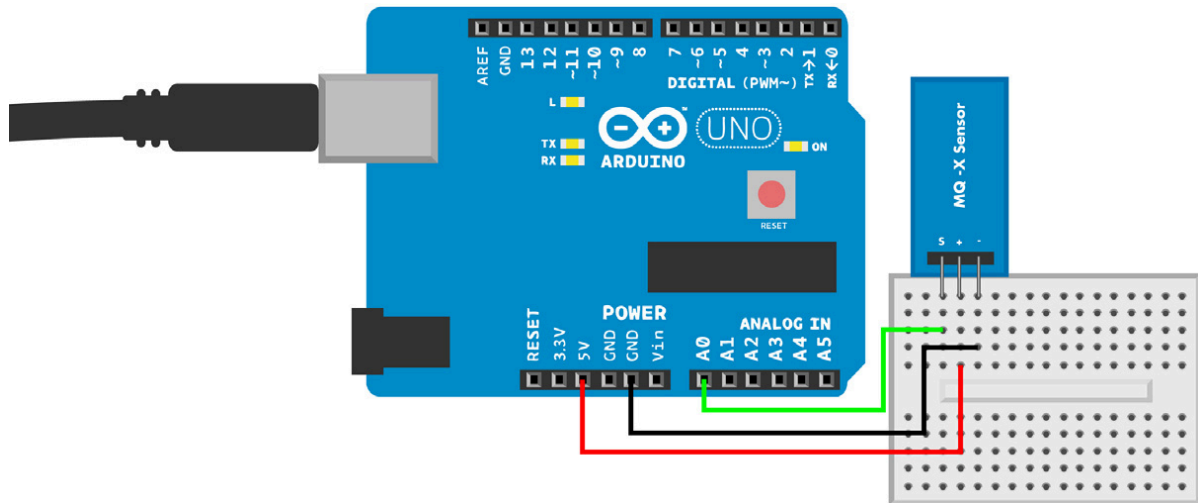 AREF
GND
13
12
~11
~10
~9
8
7
~6
~5
4
~3
2
TX→1
RX←0
DIGITAL (PWM~)
L
TX
RX
™
UNO
ARDUINO
ON
RESET
MQ -X Sensor
S + -
POWER
ANALOG IN
RESET
3.3V
5V
GND
GND
Vin
A0
A1
A2
A3
A4
A5